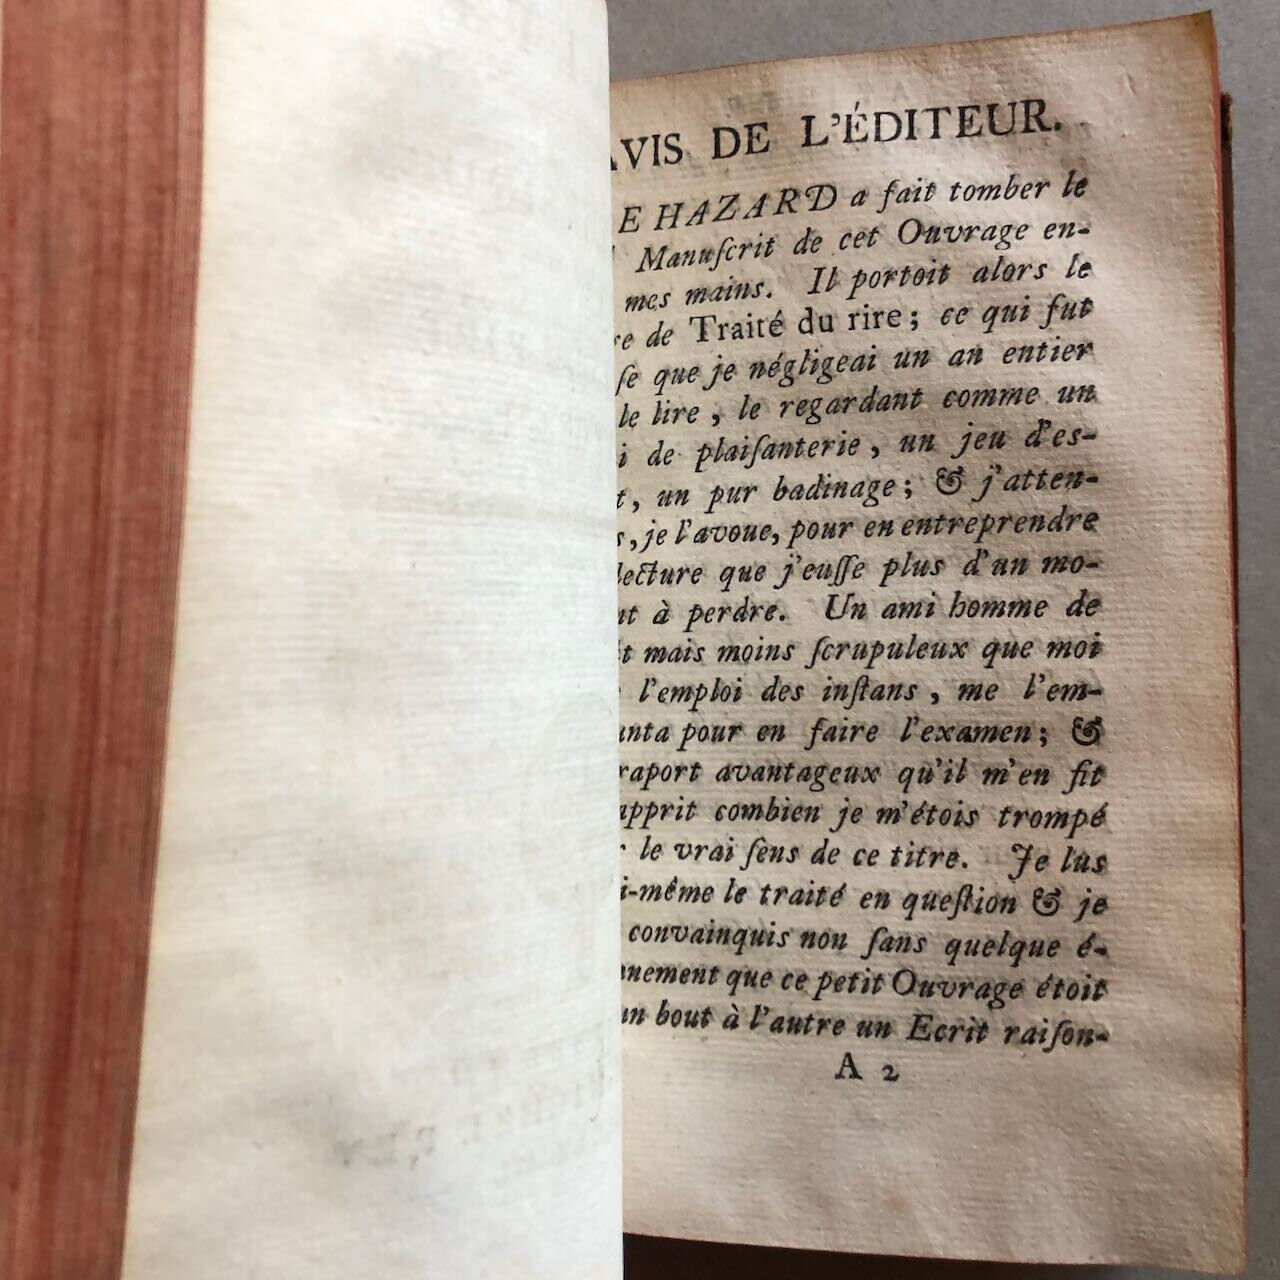 AVIS DE L'ÉDITEUR.
E HAZARD a fait tomber le
Manuſcrit de cet Ouvrage en-
mes mains. Il portoit alors le
re de Traité du rire; ce qui fut
ſe que je négligeai un an entier
le lire, le regardant comme un
i de plaiſanterie, un jeu d'eſ-
t, un pur badinage; & j'atten-
s, je l'avoue, pour en entreprendre
lecture que j'euſſe plus d'un mo-
nt à perdre. Un ami homme de
t mais moins ſcrupuleux que moi
l'emploi des inſtans, me l'em-
unta pour en faire l'examen; &
raport avantageux qu'il m'en fit
apprit combien je m'étois trompé
r le vrai ſens de ce titre. Je lus
i-même le traité en queſtion & je
convainquis non ſans quelque é-
nnement que ce petit Ouvrage étoit
un bout à l'autre un Ecrit raiſon-
A 2